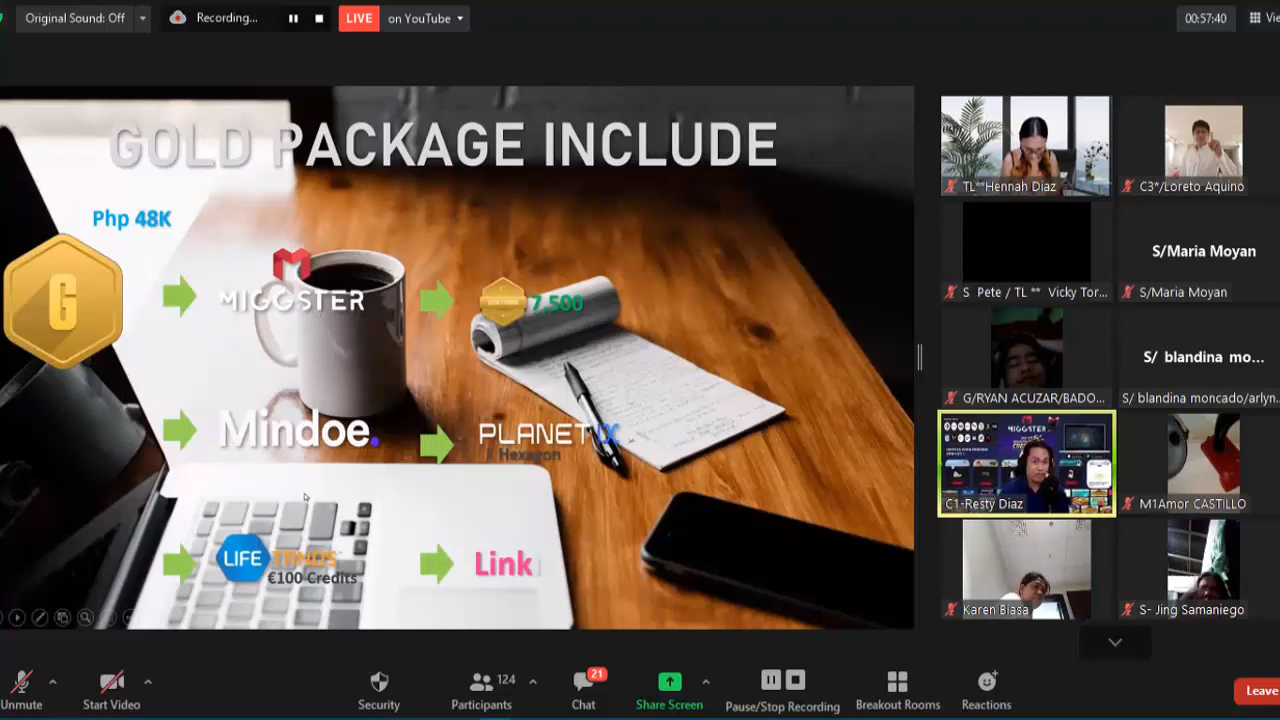 Original Sound: Off
Recording...
LIVE
on YouTube
00:57:40
GOLD PACKAGE INCLUDE
Php 48K
G
MIGGSTER
7,500
Mindoe.
PLANET IX
1 Hexagon
LIFE
TRNDS
€100 Credits
Link
TL**Hennah Diaz
C3*/Loreto Aquino
S Pete / TL ** Vicky Tor...
S/Maria Moyan
S/Maria Moyan
G/RYAN ACUZAR/BADO...
S/ blandina mo...
S/ blandina moncado/arlyn
MIGGSTER
C1-Resty Diaz
M1Amor CASTILLO
Karen Biasa
S- Jing Samaniego
Unmute
Start Video
Security
124
Participants
21
Chat
Share Screen
Pause/Stop Recording
Breakout Rooms
Reactions
Leave